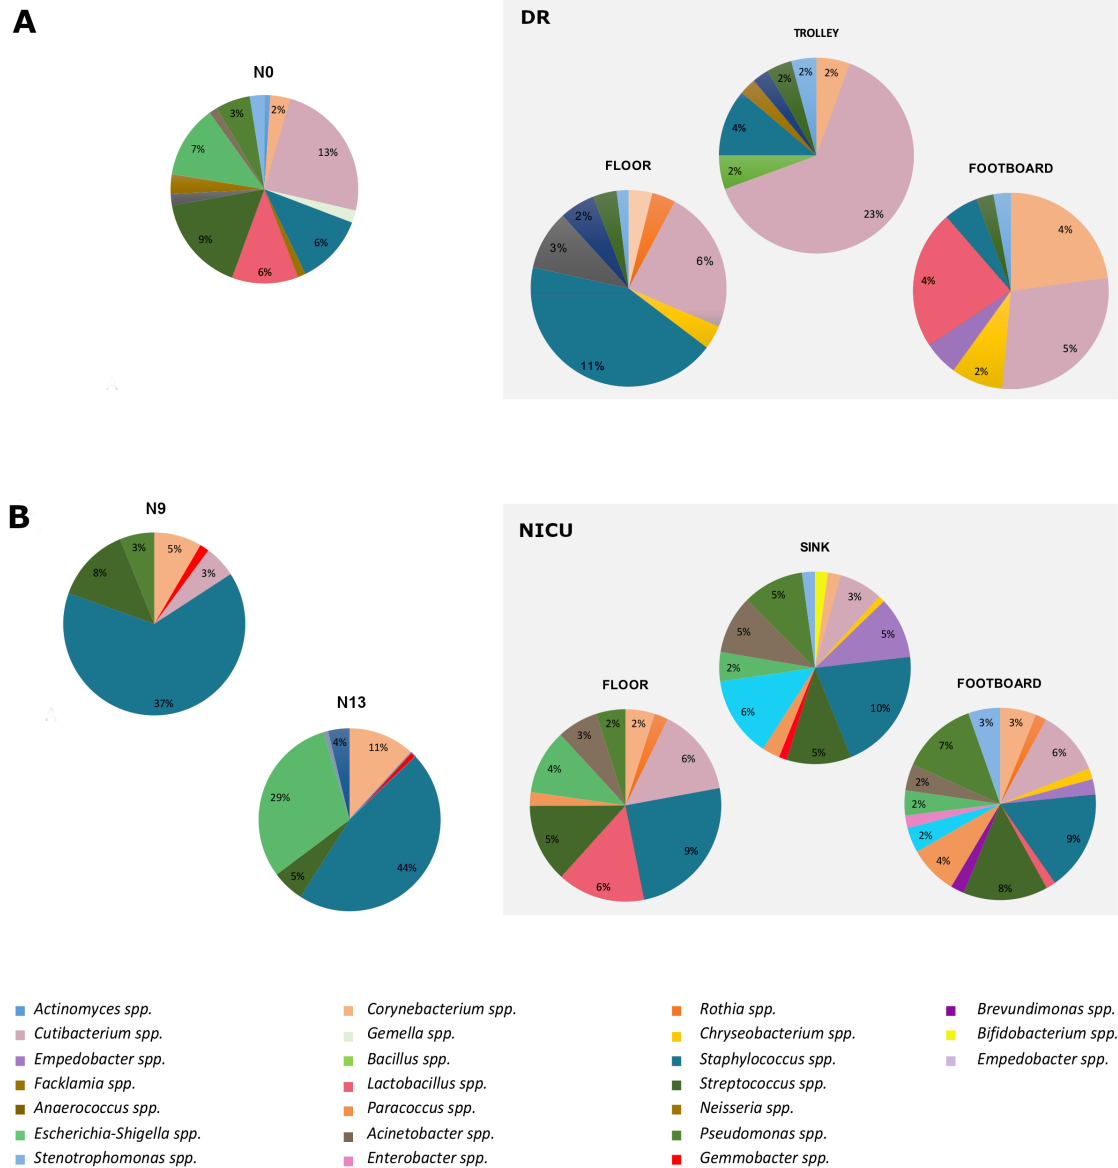 A
N0
2%
13%
6%
6%
9%
7%
3%
DR
TROLLEY
2%
23%
2%
4%
2%
2%
FLOOR
6%
11%
3%
2%
FOOTBOARD
4%
5%
2%
4%
B
N9
5%
3%
37%
8%
3%
N13
11%
44%
5%
29%
4%
NICU
SINK
3%
5%
10%
5%
6%
2%
5%
5%
FLOOR
2%
6%
9%
6%
5%
4%
3%
2%
FOOTBOARD
3%
6%
9%
8%
4%
2%
2%
2%
7%
3%
Actinomyces spp.
Cutibacterium spp.
Empedobacter spp.
Facklamia spp.
Anaerococcus spp.
Escherichia-Shigella spp.
Stenotrophomonas spp.
Corynebacterium spp.
Gemella spp.
Bacillus spp.
Lactobacillus spp.
Paracoccus spp.
Acinetobacter spp.
Enterobacter spp.
Rothia spp.
Chryseobacterium spp.
Staphylococcus spp.
Streptococcus spp.
Neisseria spp.
Pseudomonas spp.
Gemmobacter spp.
Brevundimonas spp.
Bifidobacterium spp.
Empedobacter spp.